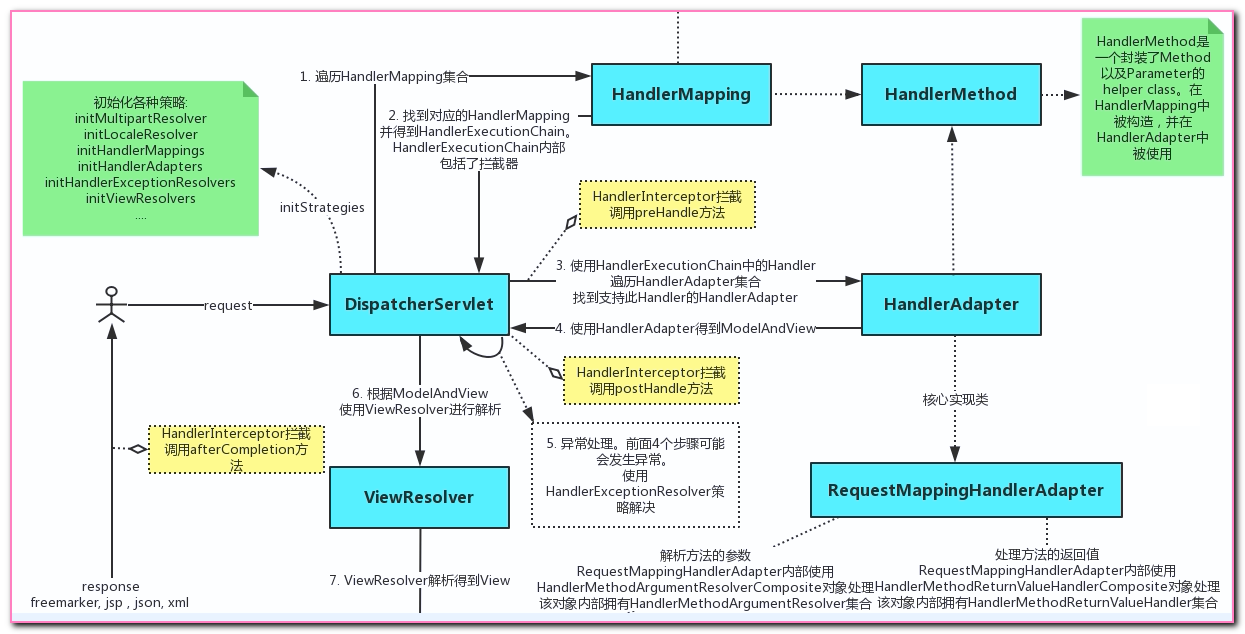 1. 遍历HandlerMapping集合
HandlerMapping
HandlerMethod
HandlerMethod是
一个封装了Method
以及Parameter的
helper class。在
HandlerMapping中
被构造，并在
HandlerAdapter中
被使用
初始化各种策略:
initMultipartResolver
initLocaleResolver
initHandlerMappings
initHandlerAdapters
initHandlerExceptionResolvers
initViewResolvers
....
2. 找到对应的HandlerMapping
并得到HandlerExecutionChain。
HandlerExecutionChain内部
包括了拦截器
initStrategies
HandlerInterceptor拦截
调用preHandle方法
request
DispatcherServlet
3. 使用HandlerExecutionChain中的Handler
遍历HandlerAdapter集合
找到支持此Handler的HandlerAdapter
4. 使用HandlerAdapter得到ModelAndView
HandlerAdapter
HandlerInterceptor拦截
调用postHandle方法
6. 根据ModelAndView
使用ViewResolver进行解析
核心实现类
HandlerInterceptor拦截
调用afterCompletion方
法
5. 异常处理。前面4个步骤可能
会发生异常。
使用
HandlerExceptionResolver策
略解决
ViewResolver
RequestMappingHandlerAdapter
7. ViewResolver解析得到View
response
freemarker, jsp , json, xml
解析方法的参数
RequestMappingHandlerAdapter内部使用
HandlerMethodArgumentResolverComposite对象处理
该对象内部拥有HandlerMethodArgumentResolver集合
处理方法的返回值
RequestMappingHandlerAdapter内部使用
HandlerMethodReturnValueHandlerComposite对象处理
该对象内部拥有HandlerMethodReturnValueHandler集合